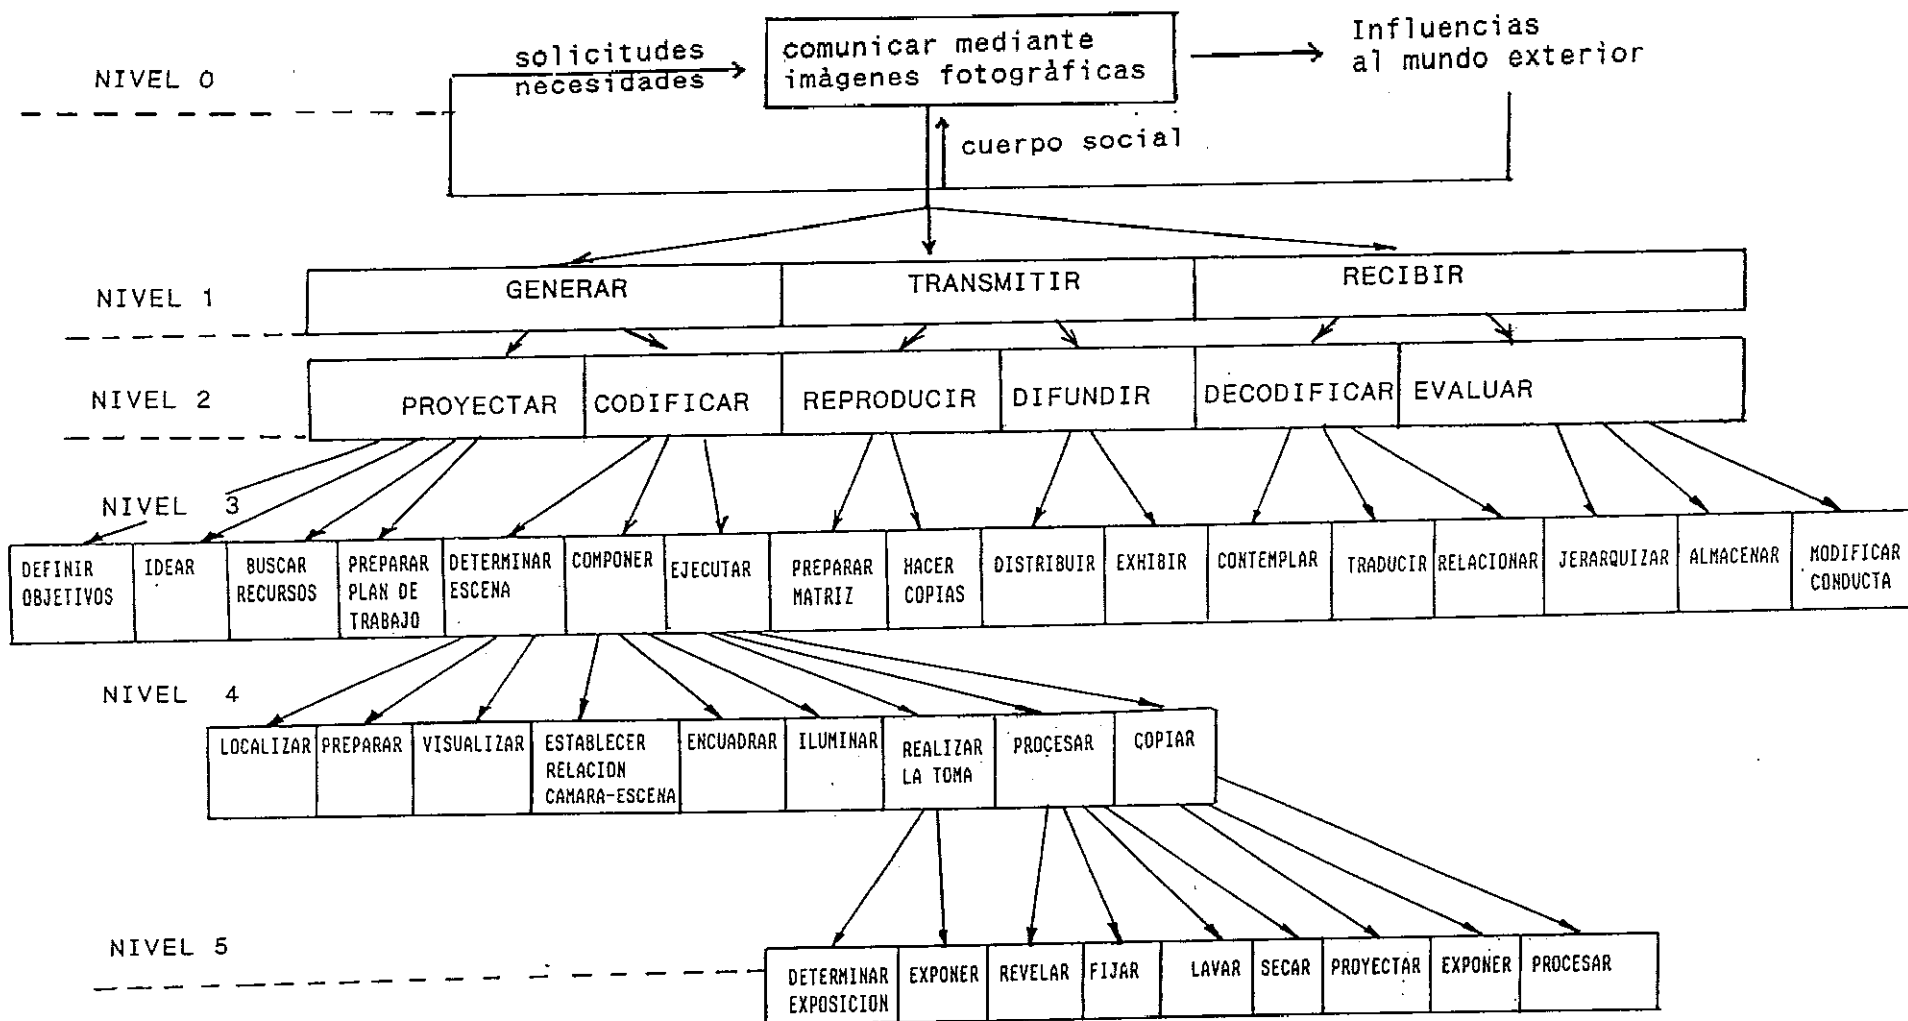 NIVEL 0
solicitudes
necesidades
comunicar mediante
imàgenes fotogràficas
Influencias
al mundo exterior
cuerpo social
NIVEL 1
GENERAR
TRANSMITIR
RECIBIR
NIVEL 2
PROYECTAR
CODIFICAR
REPRODUCIR
DIFUNDIR
DECODIFICAR
EVALUAR
NIVEL 3
DEFINIR
OBJETIVOS
IDEAR
BUSCAR
RECURSOS
PREPARAR
PLAN DE
TRABAJO
DETERMINAR
ESCENA
COMPONER
EJECUTAR
PREPARAR
MATRIZ
HACER
COPIAS
DISTRIBUIR
EXHIBIR
CONTEMPLAR
TRADUCIR
RELACIONAR
JERARQUIZAR
ALMACENAR
MODIFICAR
CONDUCTA
NIVEL 4
LOCALIZAR
PREPARAR
VISUALIZAR
ESTABLECER
RELACION
CAMARA-ESCENA
ENCUADRAR
ILUMINAR
REALIZAR
LA TOMA
PROCESAR
COPIAR
NIVEL 5
DETERMINAR
EXPOSICION
EXPONER
REVELAR
FIJAR
LAVAR
SECAR
PROYECTAR
EXPONER
PROCESAR